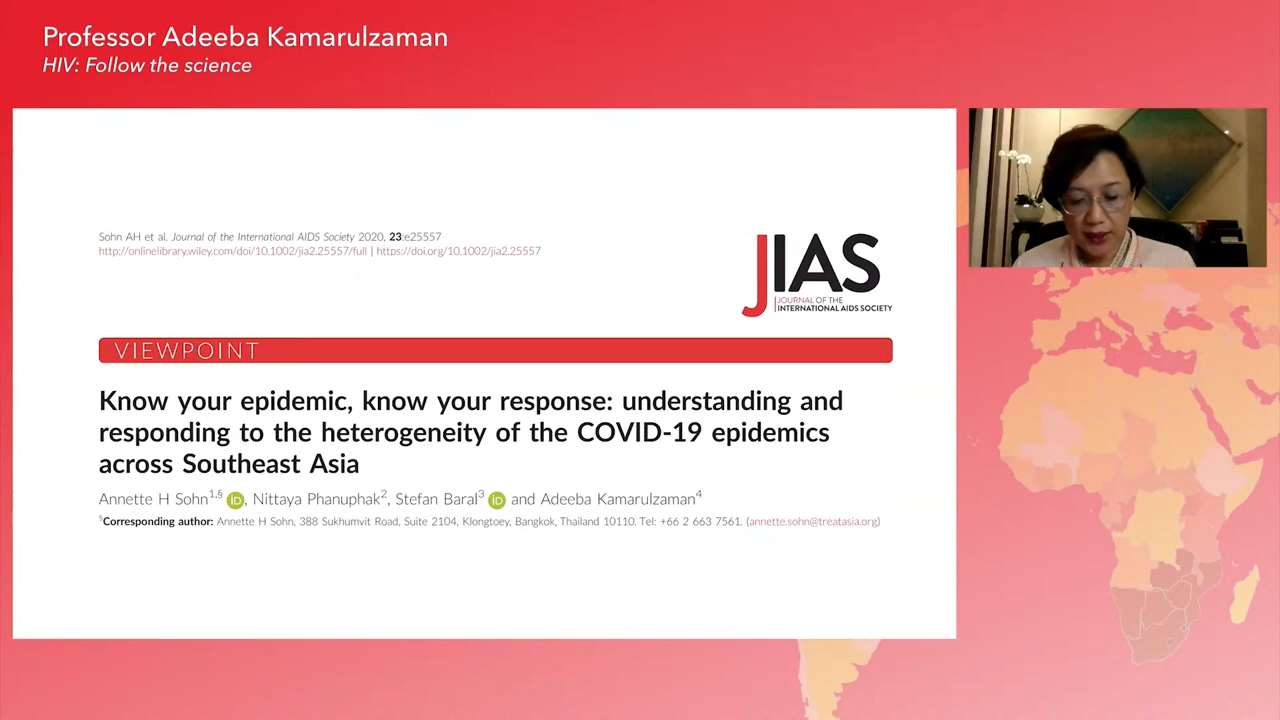 Professor Adeeba Kamarulzaman
HIV: Follow the science
Sohn AH et al. Journal of the International AIDS Society 2020, 23:e25557
http://onlinelibrary.wiley.com/doi/10.1002/jia2.25557/full | https://doi.org/10.1002/jia2.25557
JIAS
JOURNAL OF THE
INTERNATIONAL AIDS SOCIETY
VIEWPOINT
Know your epidemic, know your response: understanding and
responding to the heterogeneity of the COVID-19 epidemics
across Southeast Asia
Annette H Sohn1,§ iD, Nittaya Phanuphak2, Stefan Baral3 iD and Adeeba Kamarulzaman4
§Corresponding author: Annette H Sohn, 388 Sukhumvit Road, Suite 2104, Klongtoey, Bangkok, Thailand 10110. Tel: +66 2 663 7561. (annette.sohn@treatasia.org)